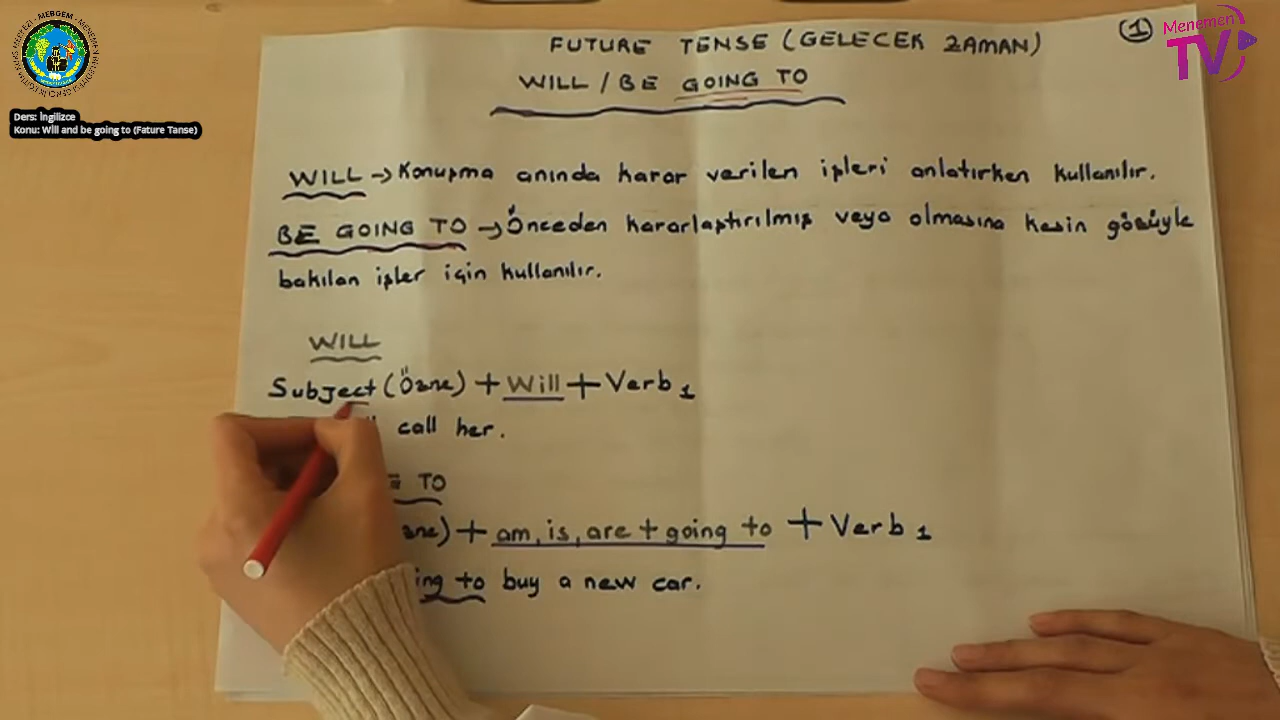 Menemen
TV
Ders: İngilizce
Konu: Will and be going to (Fature Tanse)
1
FUTURE TENSE (GELECEK ZAMAN)
WILL / BE GOING TO
WILL → Konuşma anında karar verilen işleri anlatırken kullanılır.
BE GOING TO → Önceden kararlaştırılmış veya olmasına kesin gözüyle
bakılan işler için kullanılır.
WILL
Subject (Özne) + Will + Verb 1
call her.
TO
+ am, is, are + going to + Verb 1
to buy a new car.